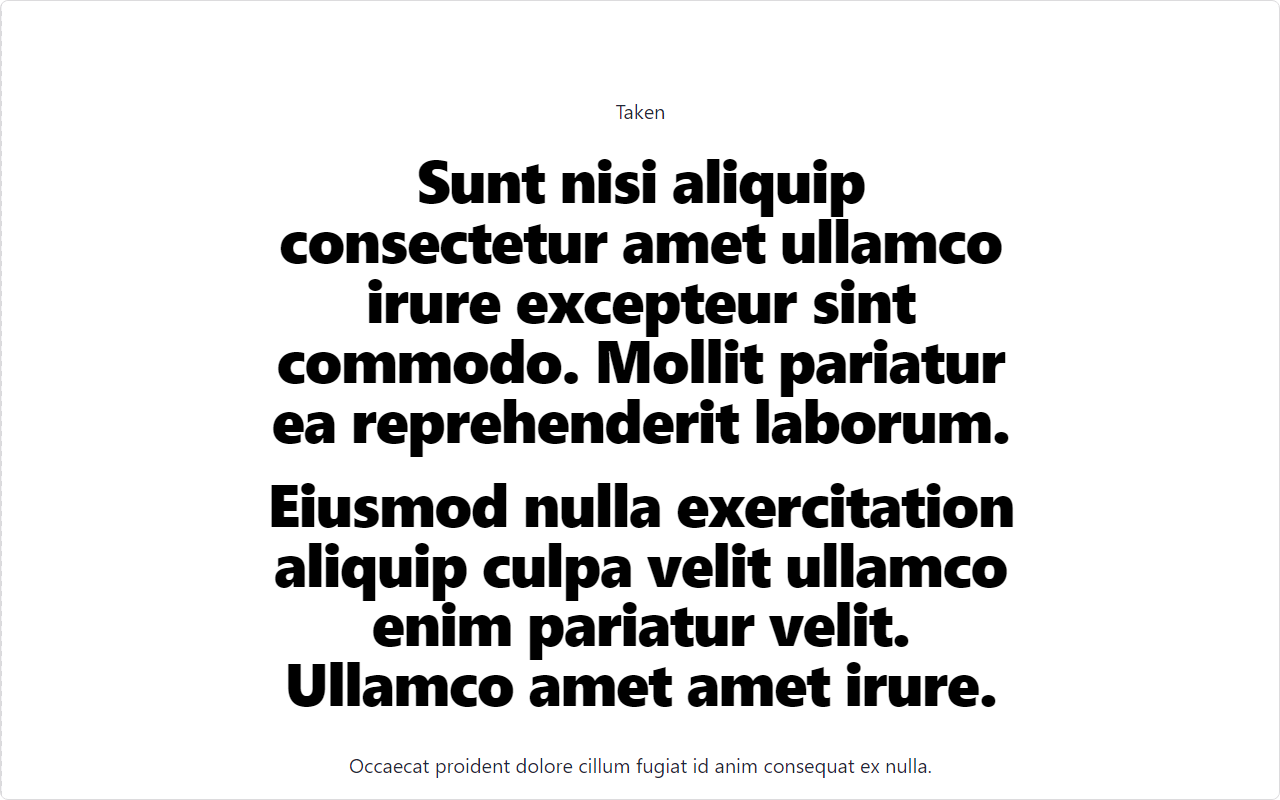 Taken
Sunt nisi aliquip
consectetur amet ullamco
irure excepteur sint
commodo. Mollit pariatur
ea reprehenderit laborum.
Eiusmod nulla exercitation
aliquip culpa velit ullamco
enim pariatur velit.
Ullamco amet amet irure.
Occaecat proident dolore cillum fugiat id anim consequat ex nulla.